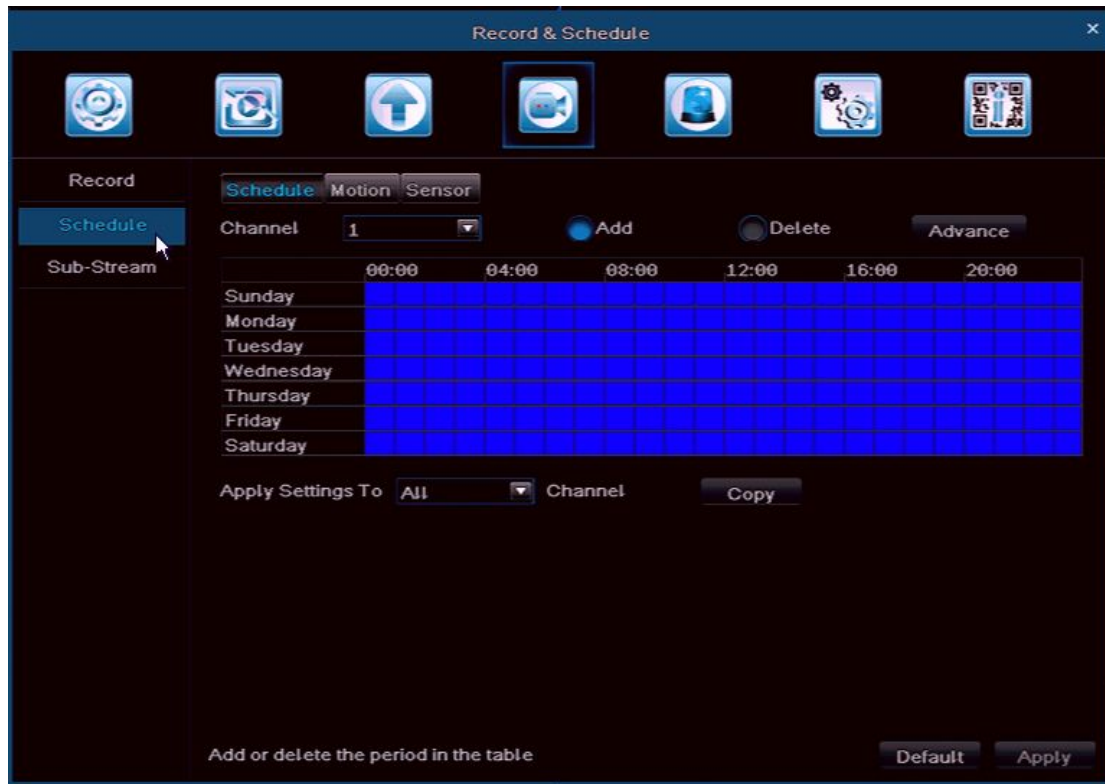 Record & Schedule ×
Record
Schedule
Sub-Stream
Schedule Motion Sensor
Channel 1 Add Delete Advance
00:00 04:00 08:00 12:00 16:00 20:00
Sunday
Monday
Tuesday
Wednesday
Thursday
Friday
Saturday
Apply Settings To All Channel Copy
Add or delete the period in the table
Default Apply